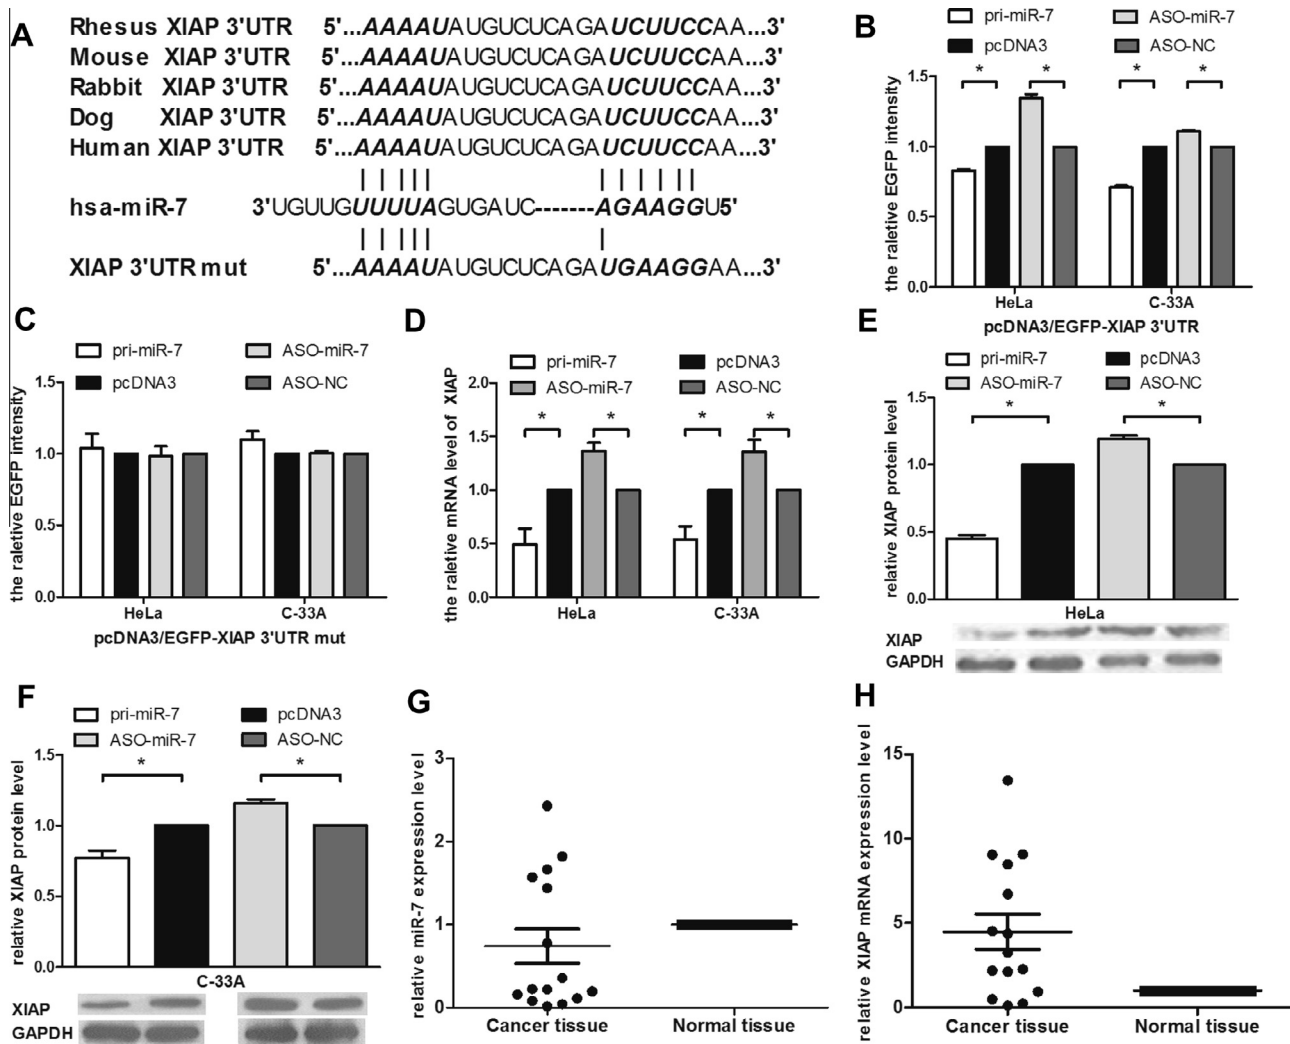 A
Rhesus XIAP 3'UTR 5'...AAAAUAUGUCUCAGAUCUUCCAA...3'
Mouse XIAP 3'UTR 5'...AAAAUAUGUCUCAGAUCUUCCAA...3'
Rabbit XIAP 3'UTR 5'...AAAAUAUGUCUCAGAUCUUCCAA...3'
Dog XIAP 3'UTR 5'...AAAAUAUGUCUCAGAUCUUCCAA...3'
Human XIAP 3'UTR 5'...AAAAUAUGUCUCAGAUCUUCCAA...3'
hsa-miR-7 3'UGUUGUUUUAGUGAUC-------AGAAGGU5'
XIAP 3'UTR mut 5'...AAAAUAUGUCUCAGAUGAAGGAA...3'
B
pri-miR-7 ASO-miR-7
pcDNA3 ASO-NC
the raletive EGFP intensity
1.5
1.0
0.5
0.0
* * * *
HeLa C-33A
pcDNA3/EGFP-XIAP 3'UTR
C
pri-miR-7 ASO-miR-7
pcDNA3 ASO-NC
the raletive EGFP intensity
1.5
1.0
0.5
0.0
HeLa C-33A
pcDNA3/EGFP-XIAP 3'UTR mut
D
pri-miR-7 pcDNA3
ASO-miR-7 ASO-NC
the raletive mRNA level of XIAP
2.0
1.5
1.0
0.5
0.0
* * * *
HeLa C-33A
E
pri-miR-7 pcDNA3
ASO-miR-7 ASO-NC
relative XIAP protein level
1.5
1.0
0.5
0.0
* *
HeLa
XIAP
GAPDH
F
pri-miR-7 pcDNA3
ASO-miR-7 ASO-NC
relative XIAP protein level
1.5
1.0
0.5
0.0
* *
C-33A
XIAP
GAPDH
G
relative miR-7 expression level
3
2
1
0
Cancer tissue Normal tissue
H
relative XIAP mRNA expression level
15
10
5
0
Cancer tissue Normal tissue